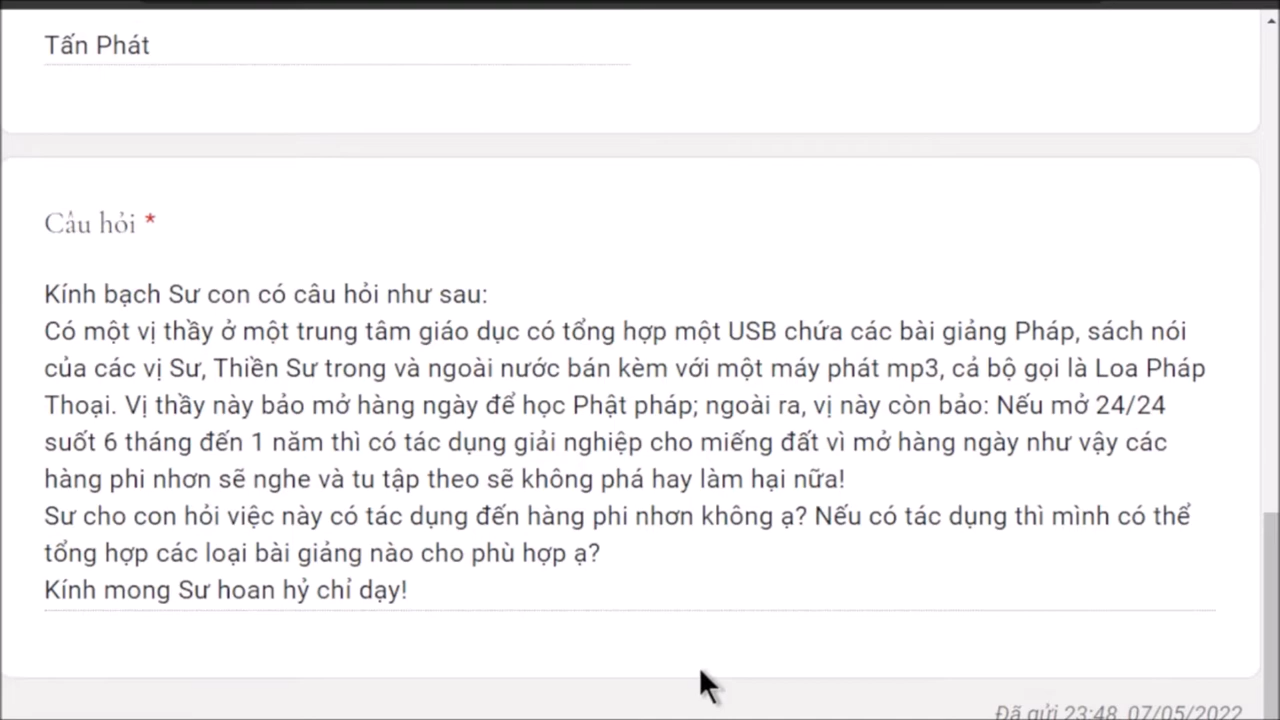 Tấn Phát
Câu hỏi *
Kính bạch Sư con có câu hỏi như sau:
Có một vị thầy ở một trung tâm giáo dục có tổng hợp một USB chứa các bài giảng Pháp, sách nói
của các vị Sư, Thiền Sư trong và ngoài nước bán kèm với một máy phát mp3, cả bộ gọi là Loa Pháp
Thoại. Vị thầy này bảo mở hàng ngày để học Phật pháp; ngoài ra, vị này còn bảo: Nếu mở 24/24
suốt 6 tháng đến 1 năm thì có tác dụng giải nghiệp cho miếng đất vì mở hàng ngày như vậy các
hàng phi nhơn sẽ nghe và tu tập theo sẽ không phá hay làm hại nữa!
Sư cho con hỏi việc này có tác dụng đến hàng phi nhơn không ạ? Nếu có tác dụng thì mình có thể
tổng hợp các loại bài giảng nào cho phù hợp ạ?
Kính mong Sư hoan hỷ chỉ dạy!
Đã gửi 23:48, 07/05/2022